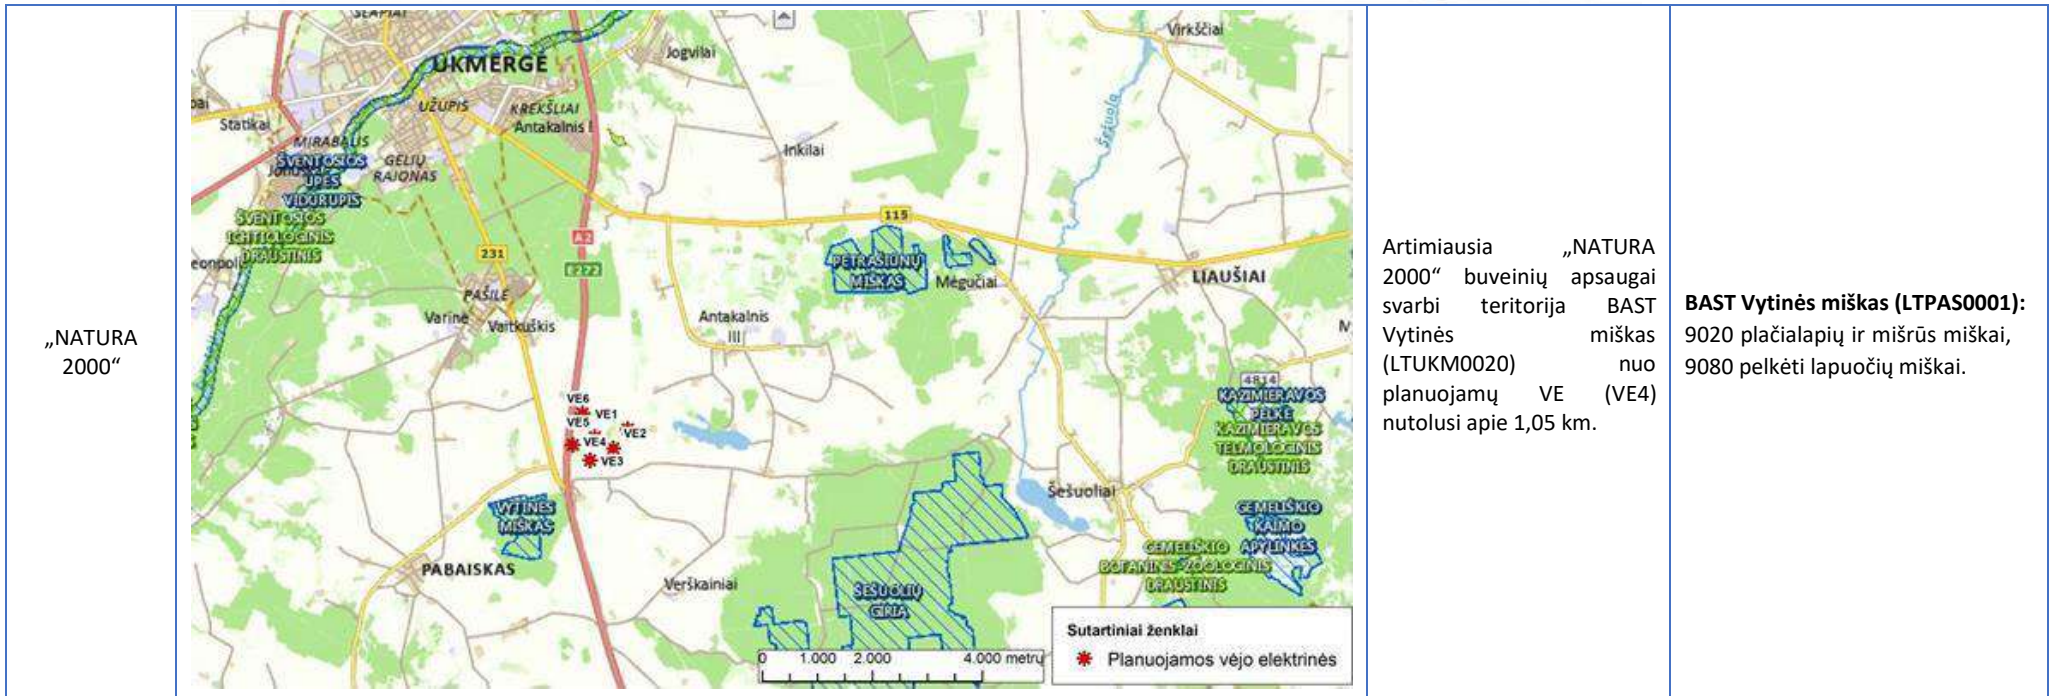 „NATURA
2000“
UKMERGĖ
Jogvilai
Virkščiai
UŽUPIS
KREKŠLIAI
Antakalnis I
Statikai
MIRABALIS
GELIŲ
RAJONAS
ŠVENTOSIOS
UPĖS
VIDURUPIS
ŠVENTOSIOS
ICHTIOLOGINIS
DRAUSTINIS
Inkilai
Šešuola
115
A2
E272
231
PETRAŠIŪNŲ
MIŠKAS
Mėgučiai
LIAUŠIAI
PAŠILĖ
Varinė
Vaitkuškis
Antakalnis
III
VE6
VE1
VE5
VE2
VE4
VE3
4814
KAZIMIERAVOS
PELKĖ
KAZIMIERAVOS
TELMOLOGINIS
DRAUSTINIS
VYTINĖS
MIŠKAS
PABAISKAS
Šešuoliai
GEMELIŠKIO
KAIMO
APYLINKĖS
GEMELIŠKIO
BOTANINIS-ZOOLOGINIS
DRAUSTINIS
Verškainiai
ŠEŠUOLIŲ
GIRIA
0 1.000 2.000 4.000 metrų
Sutartiniai ženklai
Planuojamos vėjo elektrinės
Artimiausia „NATURA
2000“ buveinių apsaugai
svarbi teritorija BAST
Vytinės miškas
(LTUKM0020) nuo
planuojamų VE (VE4)
nutolusi apie 1,05 km.
BAST Vytinės miškas (LTPAS0001):
9020 plačialapių ir mišrūs miškai,
9080 pelkėti lapuočių miškai.